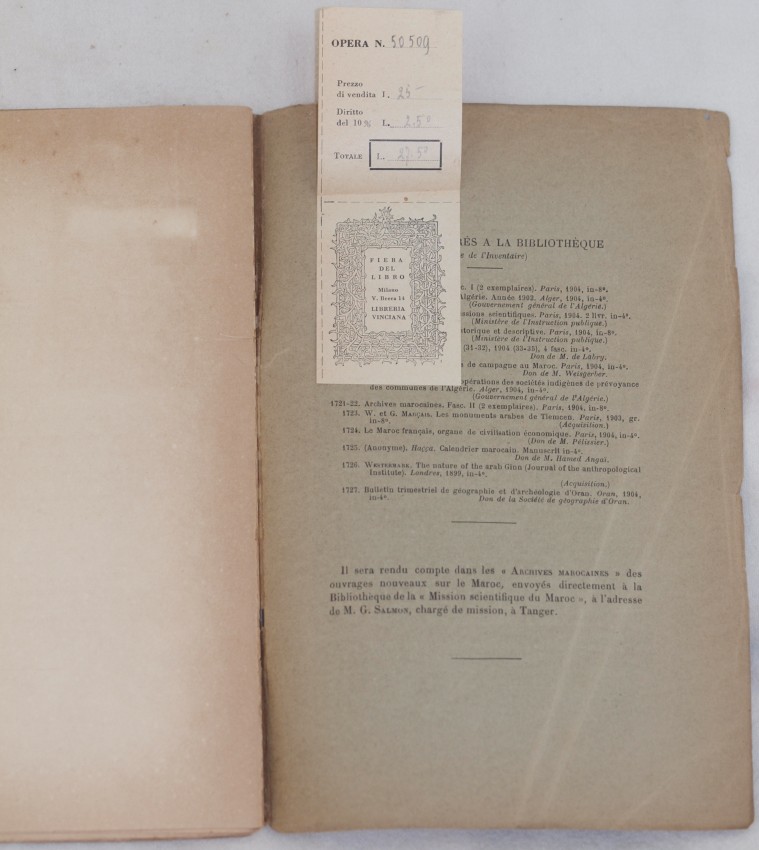 OPERA N. 50509
Prezzo
di vendita L. 25-
Diritto
del 10% L. 2.50
TOTALE L. 27.50
FIERA
DEL
LIBRO
Milano
V. Brera 14
LIBRERIA
VINCIANA
A LA BIBLIOTHÈQUE
de l'Inventaire)
I (2 exemplaires). Paris, 1904, in-8°.
Algérie. Année 1902. Alger, 1904, in-4°.
(Gouvernement général de l'Algérie.)
scientifiques. Paris, 1904. 2 livr. in-4°.
(Ministère de l'Instruction publique.)
et descriptive. Paris, in-8°.
(Ministère de l'Instruction publique.)
(31-32), 1904 (33-35), 4 fasc. in-4°.
Don de M. de Labry.
de campagne au Maroc. Paris, 1904, in-4°.
Don de M. Weisgerber.
opérations des sociétés indigènes de prévoyance
des communes de l'Algérie. Alger, 1904, in-4°.
(Gouvernement général de l'Algérie.)
1721-22. Archives marocaines. Fasc. II (2 exemplaires). Paris, 1904, in-8°.
1723. W. et G. MARÇAIS. Les monuments arabes de Tlemcen. Paris, 1903, gr.
in-8°.
(Acquisition.)
1724. Le Maroc français, organe de civilisation économique. Paris, 1904, in-4°.
(Don de M. Pélissier.)
1725. (Anonyme). Calendrier marocain. Manuscrit in-4°.
Don de M. Hamed Angai.
1726. WESTERMARK. The nature of the arab Ginn (Journal of the anthropological
Institute). Londres, 1899, in-4°.
(Acquisition.)
1727. Bulletin trimestriel de géographie et d'archéologie d'Oran. Oran, 1904,
in-4°. Don de la Société de géographie d'Oran.
Il sera rendu compte dans les « ARCHIVES MAROCAINES » des
ouvrages nouveaux sur le Maroc, envoyés directement à la
Bibliothèque de la « Mission scientifique du Maroc », à l'adresse
de M. G. SALMON, chargé de mission, à Tanger.